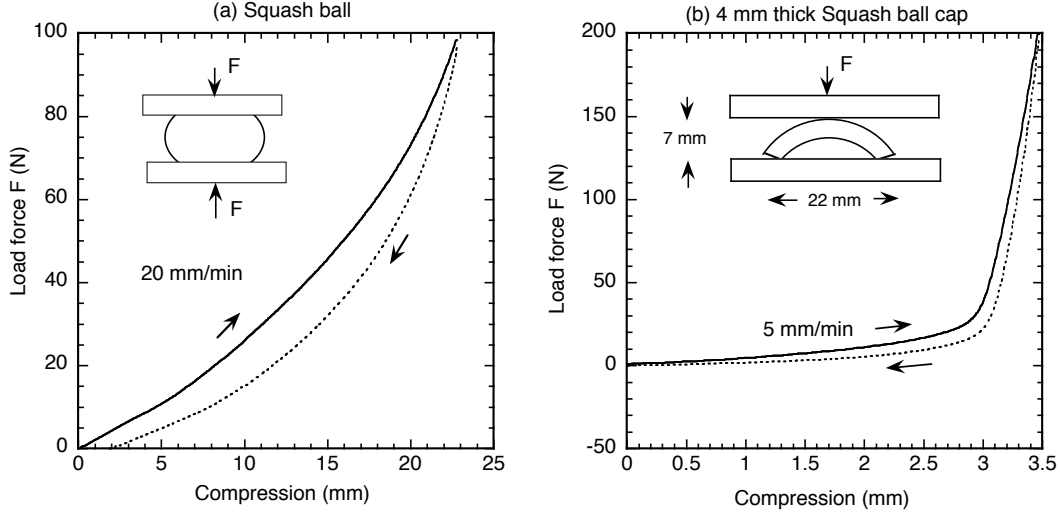 (a) Squash ball
100
80
60
40
20
0
0 5 10 15 20 25
Load force F (N)
Compression (mm)
F
F
20 mm/min
(b) 4 mm thick Squash ball cap
200
150
100
50
0
-50
0 0.5 1 1.5 2 2.5 3 3.5
Load force F (N)
Compression (mm)
F
7 mm
22 mm
5 mm/min